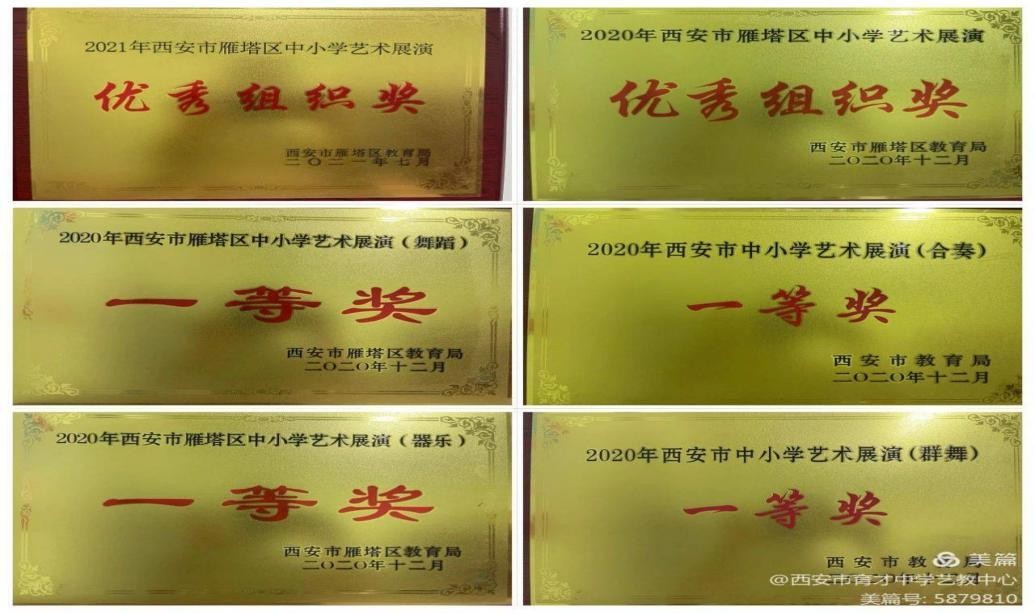 2021年西安市雁塔区中小学艺术展演
优秀组织奖
西安市雁塔区教育局
二〇二一年七月
2020年西安市雁塔区中小学艺术展演
优秀组织奖
西安市雁塔区教育局
二〇二〇年十二月
2020年西安市雁塔区中小学艺术展演（舞蹈）
一等奖
西安市雁塔区教育局
二〇二〇年十二月
2020年西安市中小学艺术展演（合奏）
一等奖
西安市教育局
二〇二〇年十二月
2020年西安市雁塔区中小学艺术展演（器乐）
一等奖
西安市雁塔区教育局
二〇二〇年十二月
2020年西安市中小学艺术展演（群舞）
一等奖
西安市教
美篇
@西安市育才中学艺教中心
美篇号: 5879810